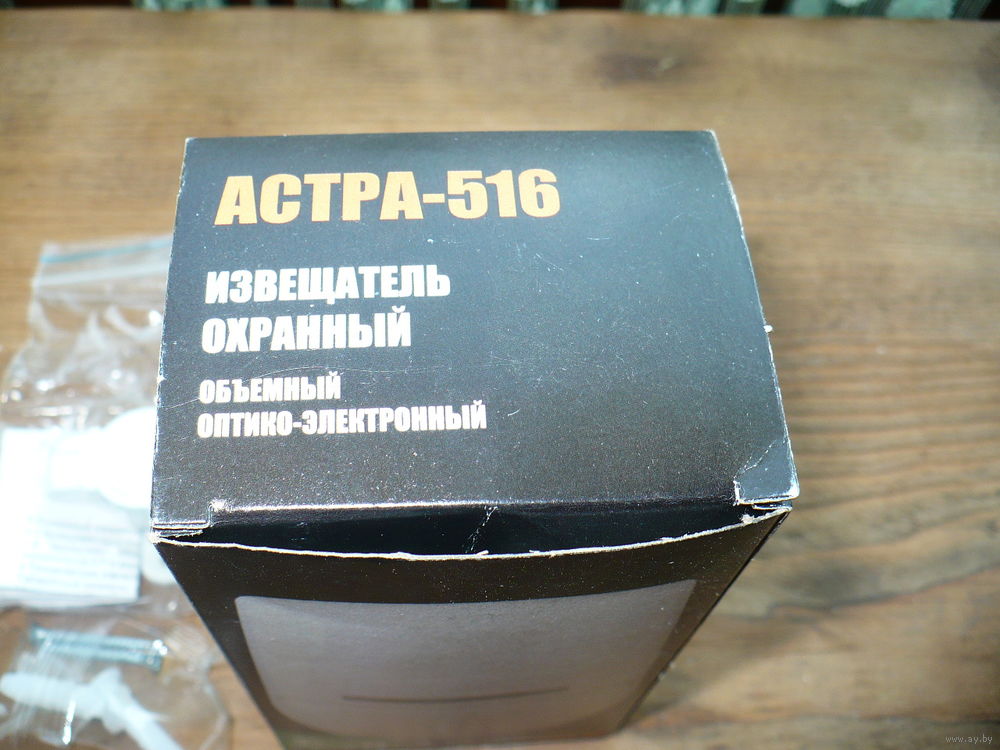 АСТРА-516
ИЗВЕЩАТЕЛЬ
ОХРАННЫЙ
ОБЪЕМНЫЙ
ОПТИКО-ЭЛЕКТРОННЫЙ
www.ay.by